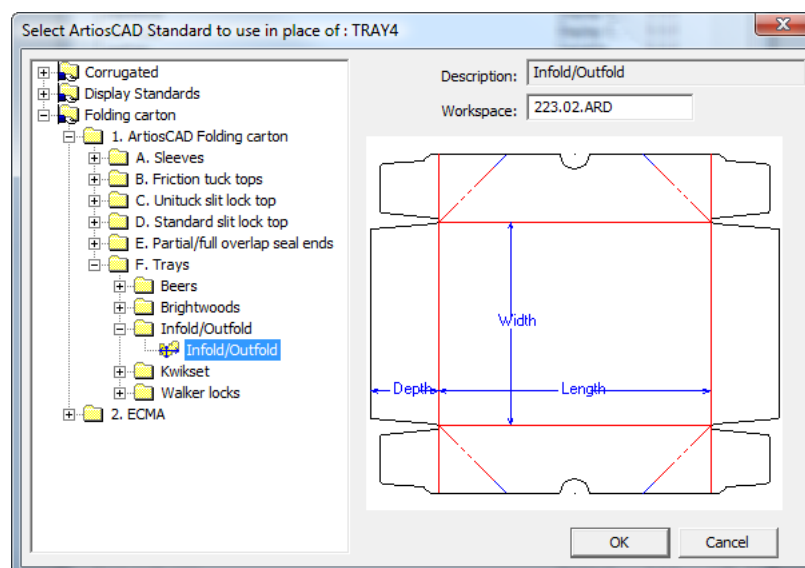 Select ArtiosCAD Standard to use in place of : TRAY4
Corrugated
Display Standards
Folding carton
1. ArtiosCAD Folding carton
A. Sleeves
B. Friction tuck tops
C. Unituck slit lock top
D. Standard slit lock top
E. Partial/full overlap seal ends
F. Trays
Beers
Brightwoods
Infold/Outfold
Infold/Outfold
Kwikset
Walker locks
2. ECMA
Description: Infold/Outfold
Workspace: 223.02.ARD
Width
Depth Length
OK Cancel